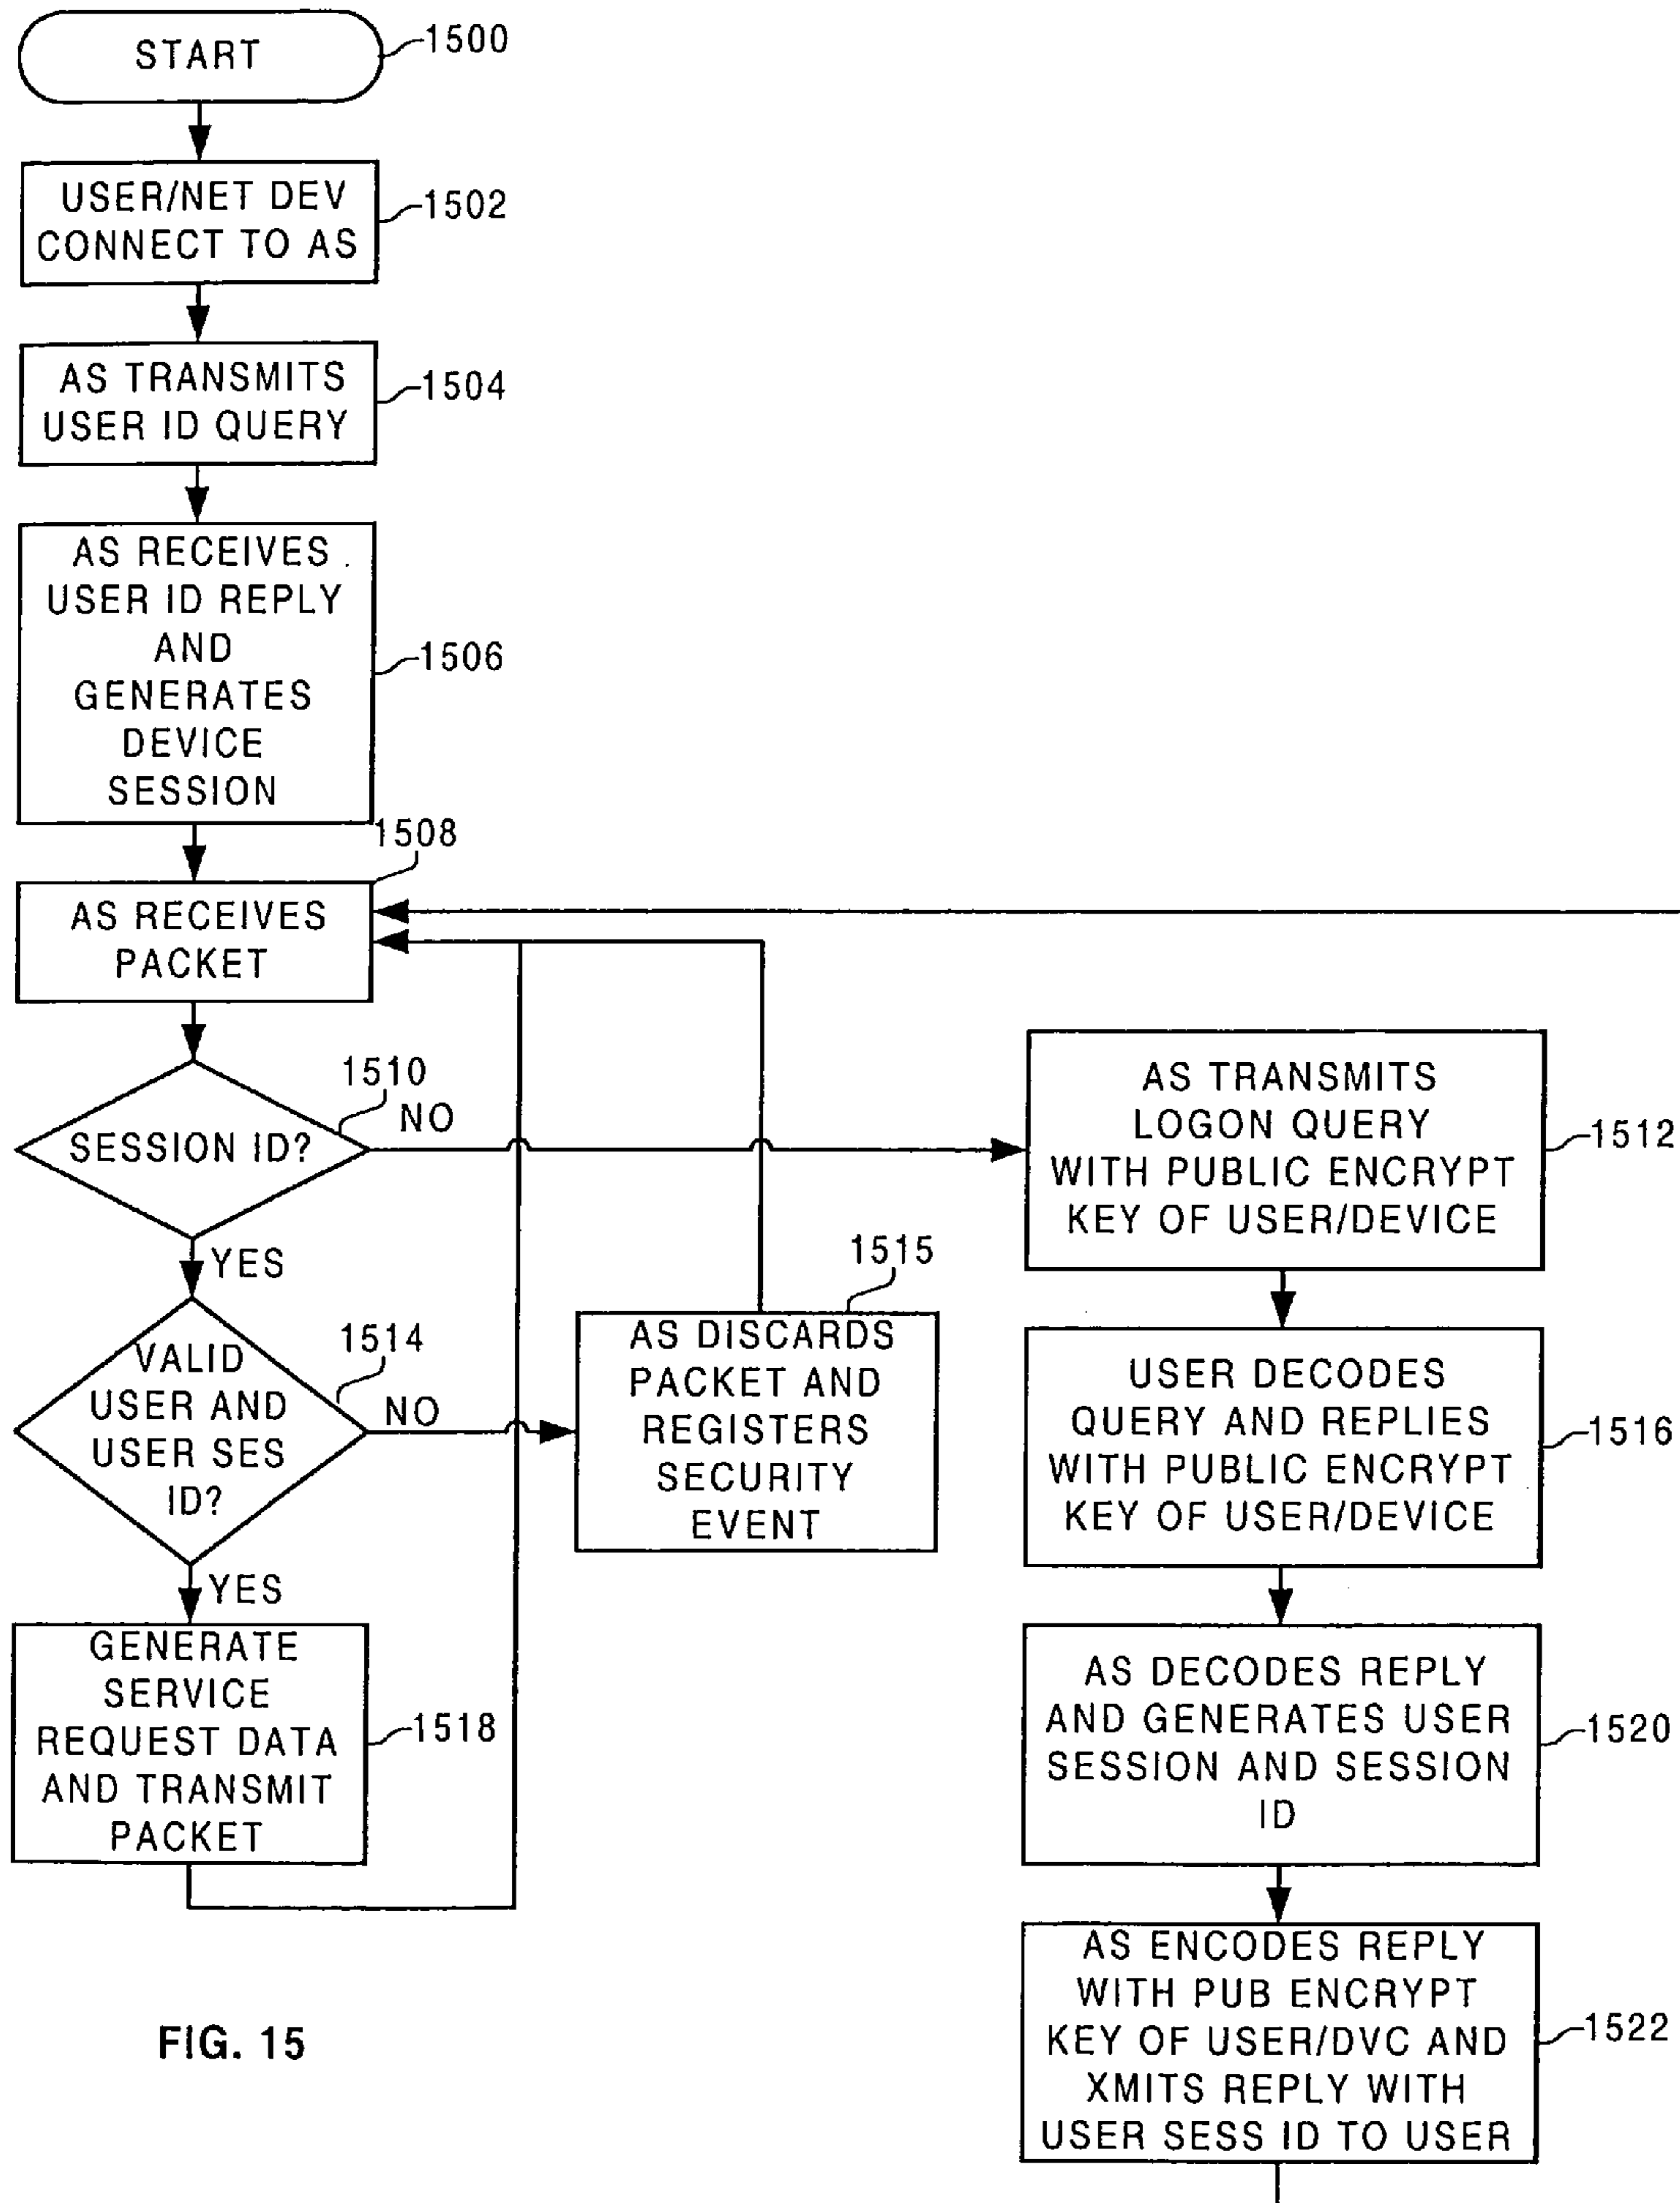 START
1500
USER/NET DEV
CONNECT TO AS
1502
AS TRANSMITS
USER ID QUERY
1504
AS RECEIVES
USER ID REPLY
AND
GENERATES
DEVICE
SESSION
1506
1508
AS RECEIVES
PACKET
1510
SESSION ID?
NO
YES
AS TRANSMITS
LOGON QUERY
WITH PUBLIC ENCRYPT
KEY OF USER/DEVICE
1512
1514
VALID
USER AND
USER SES
ID?
NO
YES
1515
AS DISCARDS
PACKET AND
REGISTERS
SECURITY
EVENT
USER DECODES
QUERY AND REPLIES
WITH PUBLIC ENCRYPT
KEY OF USER/DEVICE
1516
GENERATE
SERVICE
REQUEST DATA
AND TRANSMIT
PACKET
1518
AS DECODES REPLY
AND GENERATES USER
SESSION AND SESSION
ID
1520
AS ENCODES REPLY
WITH PUB ENCRYPT
KEY OF USER/DVC AND
XMITS REPLY WITH
USER SESS ID TO USER
1522
FIG. 15